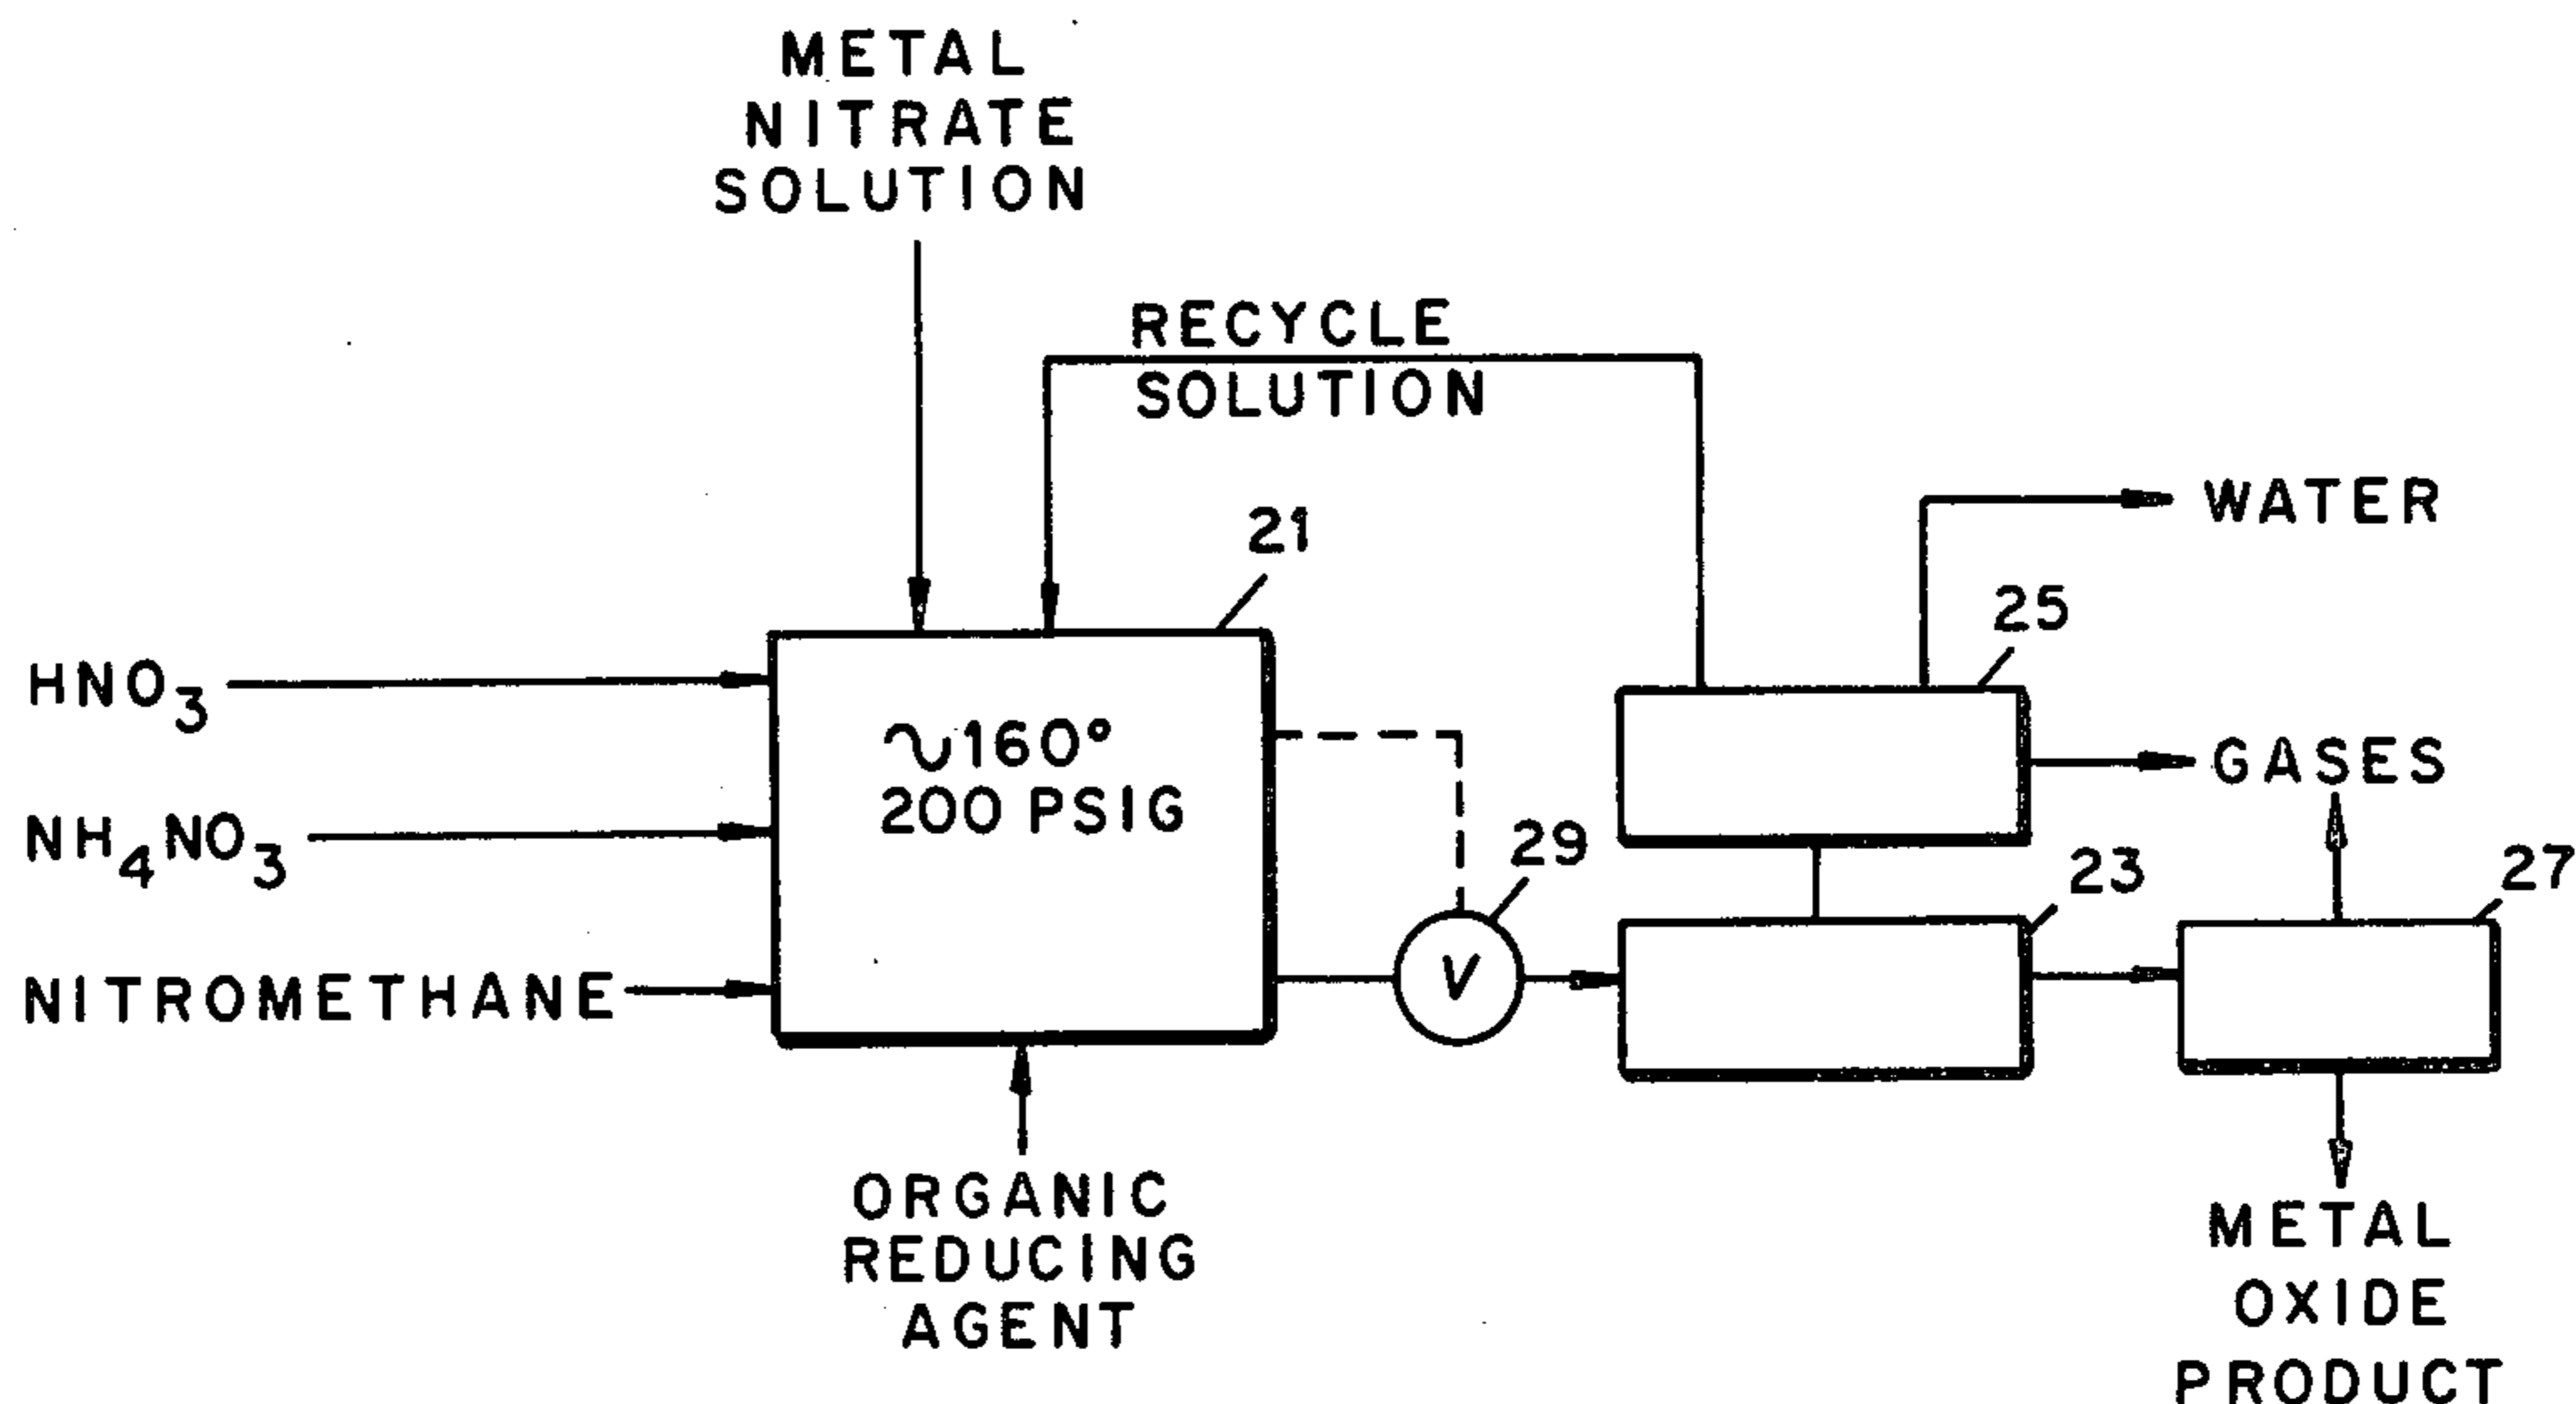 METAL
NITRATE
SOLUTION
RECYCLE
SOLUTION
21
WATER
25
HNO3
~160°
200 PSIG
GASES
NH4NO3
29
23
27
NITROMETHANE
V
ORGANIC
REDUCING
AGENT
METAL
OXIDE
PRODUCT